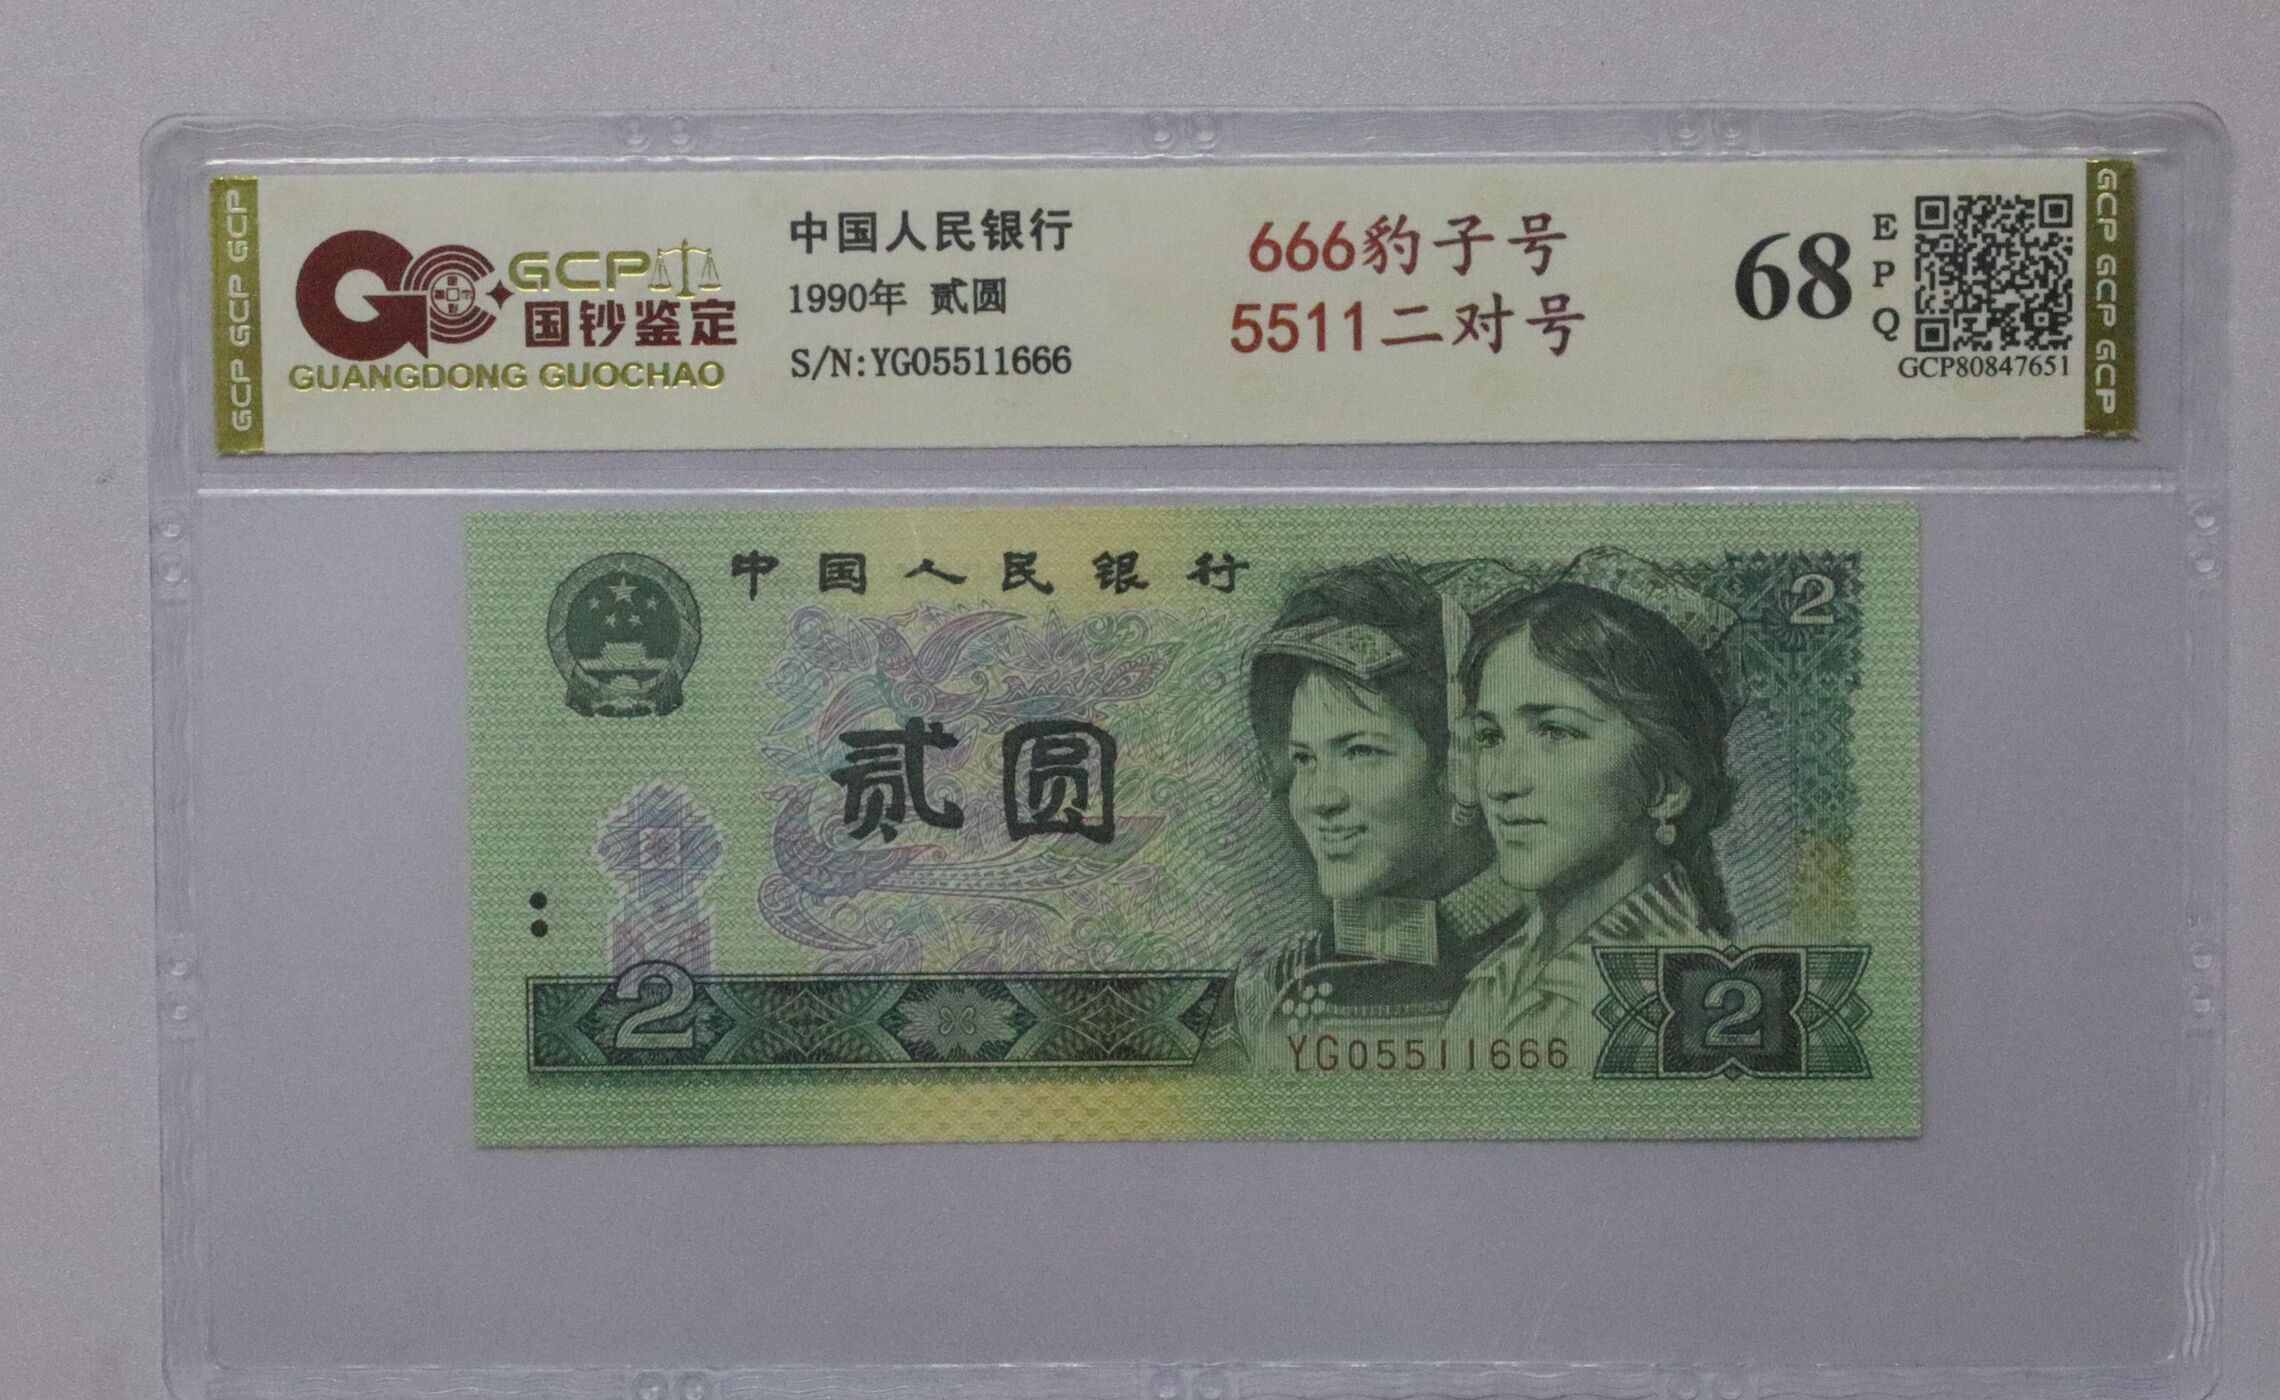 GCP GCP GCP
GCP
国钞鉴定
GUANGDONG GUOCHAO
中国人民银行
1990年 贰圆
S/N:YG05511666
666豹子号
5511二对号
68
EPQ
GCP80847651
GCP GCP GCP
中国人民银行
2
贰圆
2
2
YG05511666